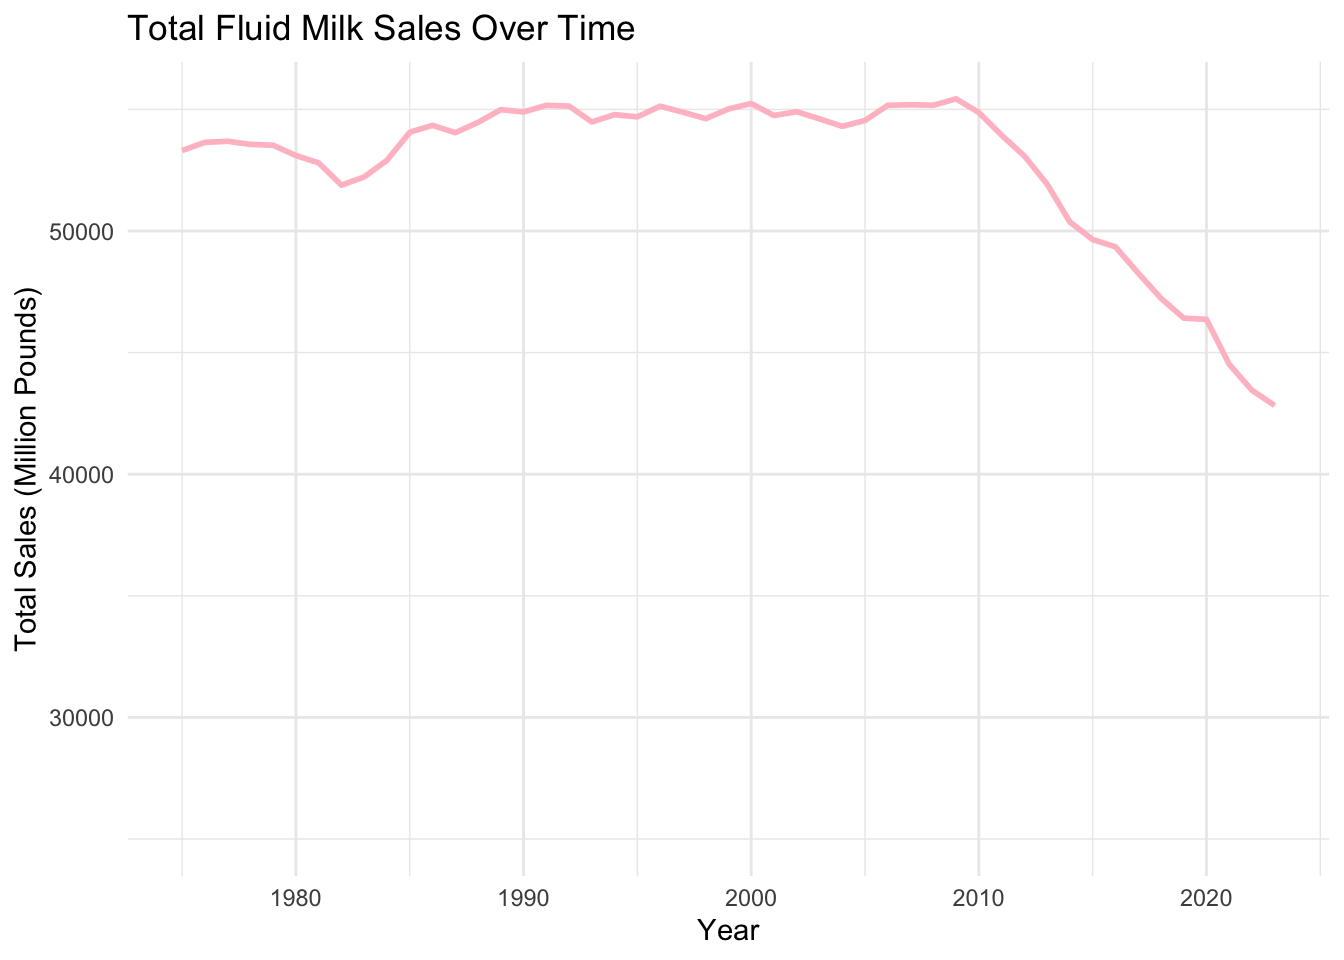 Total Fluid Milk Sales Over Time
Total Sales (Million Pounds)
50000
40000
30000
1980 1990 2000 2010 2020
Year